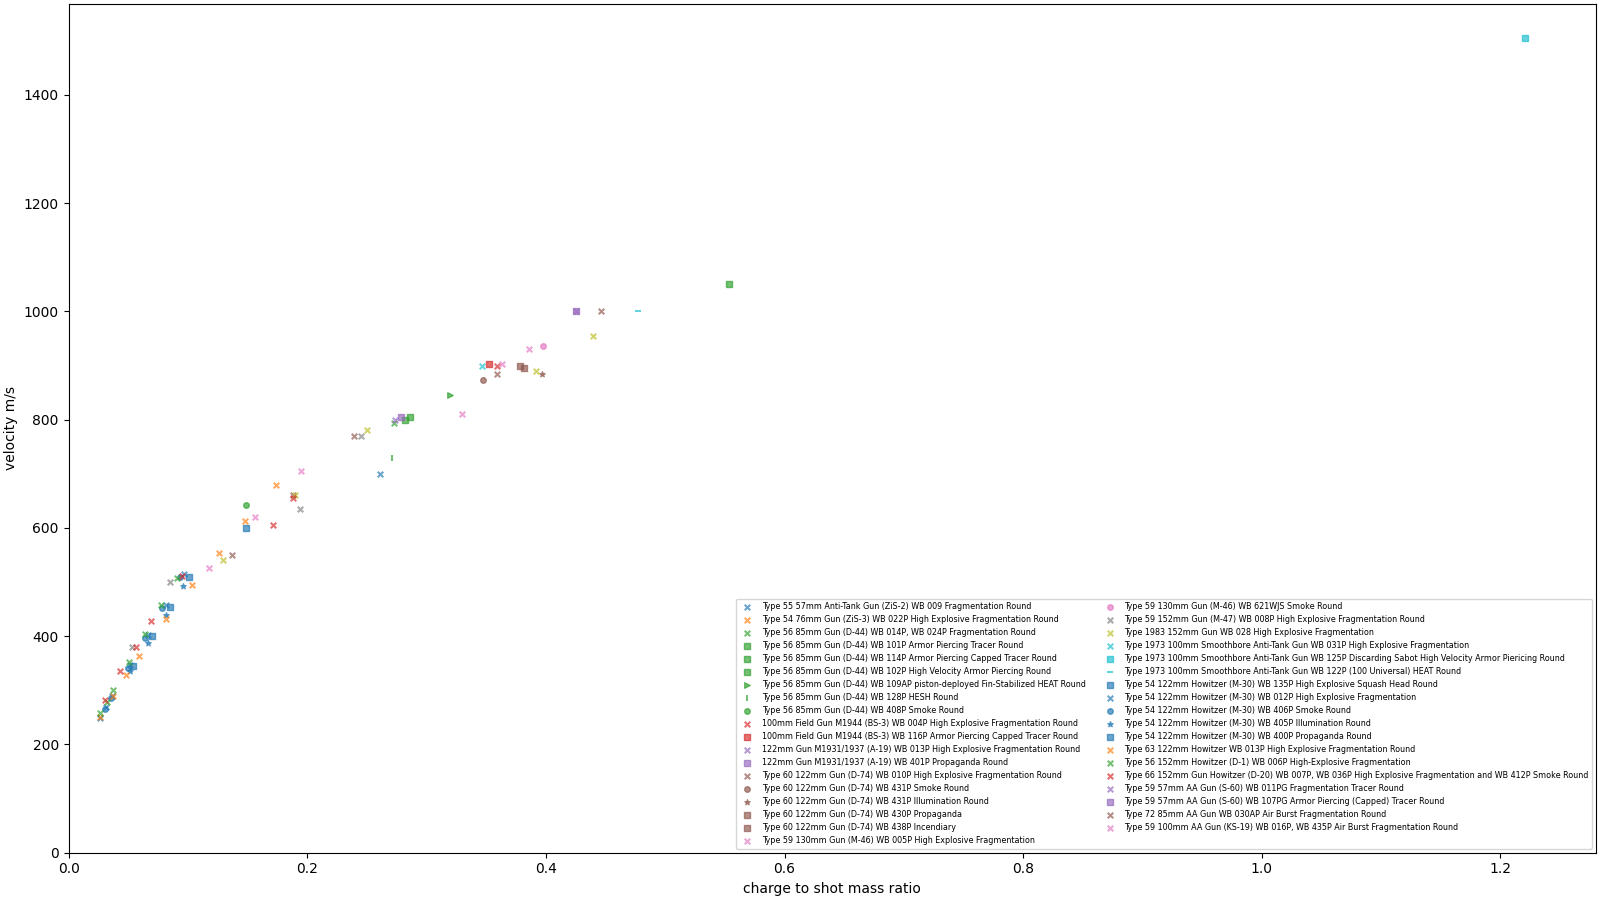 1400
1200
1000
800
600
400
200
0
velocity m/s
0.0 0.2 0.4 0.6 0.8 1.0 1.2
charge to shot mass ratio
Type 55 57mm Anti-Tank Gun (ZiS-2) WB 009 Fragmentation Round
Type 54 76mm Gun (ZiS-3) WB 022P High Explosive Fragmentation Round
Type 56 85mm Gun (D-44) WB 014P, WB 024P Fragmentation Round
Type 56 85mm Gun (D-44) WB 101P Armor Piercing Tracer Round
Type 56 85mm Gun (D-44) WB 114P Armor Piercing Capped Tracer Round
Type 56 85mm Gun (D-44) WB 102P High Velocity Armor Piercing Round
Type 56 85mm Gun (D-44) WB 109AP piston-deployed Fin-Stabilized HEAT Round
Type 56 85mm Gun (D-44) WB 128P HESH Round
Type 56 85mm Gun (D-44) WB 408P Smoke Round
100mm Field Gun M1944 (BS-3) WB 004P High Explosive Fragmentation Round
100mm Field Gun M1944 (BS-3) WB 116P Armor Piercing Capped Tracer Round
122mm Gun M1931/1937 (A-19) WB 013P High Explosive Fragmentation Round
122mm Gun M1931/1937 (A-19) WB 401P Propaganda Round
Type 60 122mm Gun (D-74) WB 010P High Explosive Fragmentation Round
Type 60 122mm Gun (D-74) WB 431P Smoke Round
Type 60 122mm Gun (D-74) WB 431P Illumination Round
Type 60 122mm Gun (D-74) WB 430P Propaganda
Type 60 122mm Gun (D-74) WB 438P Incendiary
Type 59 130mm Gun (M-46) WB 005P High Explosive Fragmentation
Type 59 130mm Gun (M-46) WB 621WJS Smoke Round
Type 59 152mm Gun (M-47) WB 008P High Explosive Fragmentation Round
Type 1983 152mm Gun WB 028 High Explosive Fragmentation
Type 1973 100mm Smoothbore Anti-Tank Gun WB 031P High Explosive Fragmentation
Type 1973 100mm Smoothbore Anti-Tank Gun WB 125P Discarding Sabot High Velocity Armor Piericing Round
Type 1973 100mm Smoothbore Anti-Tank Gun WB 122P (100 Universal) HEAT Round
Type 54 122mm Howitzer (M-30) WB 135P High Explosive Squash Head Round
Type 54 122mm Howitzer (M-30) WB 012P High Explosive Fragmentation
Type 54 122mm Howitzer (M-30) WB 406P Smoke Round
Type 54 122mm Howitzer (M-30) WB 405P Illumination Round
Type 54 122mm Howitzer (M-30) WB 400P Propaganda Round
Type 63 122mm Howitzer WB 013P High Explosive Fragmentation Round
Type 56 152mm Howitzer (D-1) WB 006P High-Explosive Fragmentation
Type 66 152mm Gun Howitzer (D-20) WB 007P, WB 036P High Explosive Fragmentation and WB 412P Smoke Round
Type 59 57mm AA Gun (S-60) WB 011PG Fragmentation Tracer Round
Type 59 57mm AA Gun (S-60) WB 107PG Armor Piercing (Capped) Tracer Round
Type 72 85mm AA Gun WB 030AP Air Burst Fragmentation Round
Type 59 100mm AA Gun (KS-19) WB 016P, WB 435P Air Burst Fragmentation Round